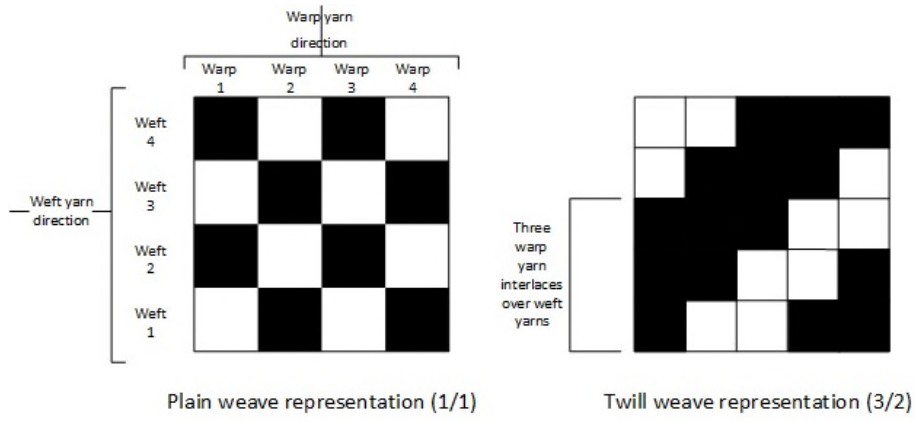 Warp yarn
direction
Warp
1
Warp
2
Warp
3
Warp
4
Weft
4
Weft
3
Weft yarn
direction
Weft
2
Weft
1
Three
warp
yarn
interlaces
over weft
yarns
Plain weave representation (1/1)
Twill weave representation (3/2)